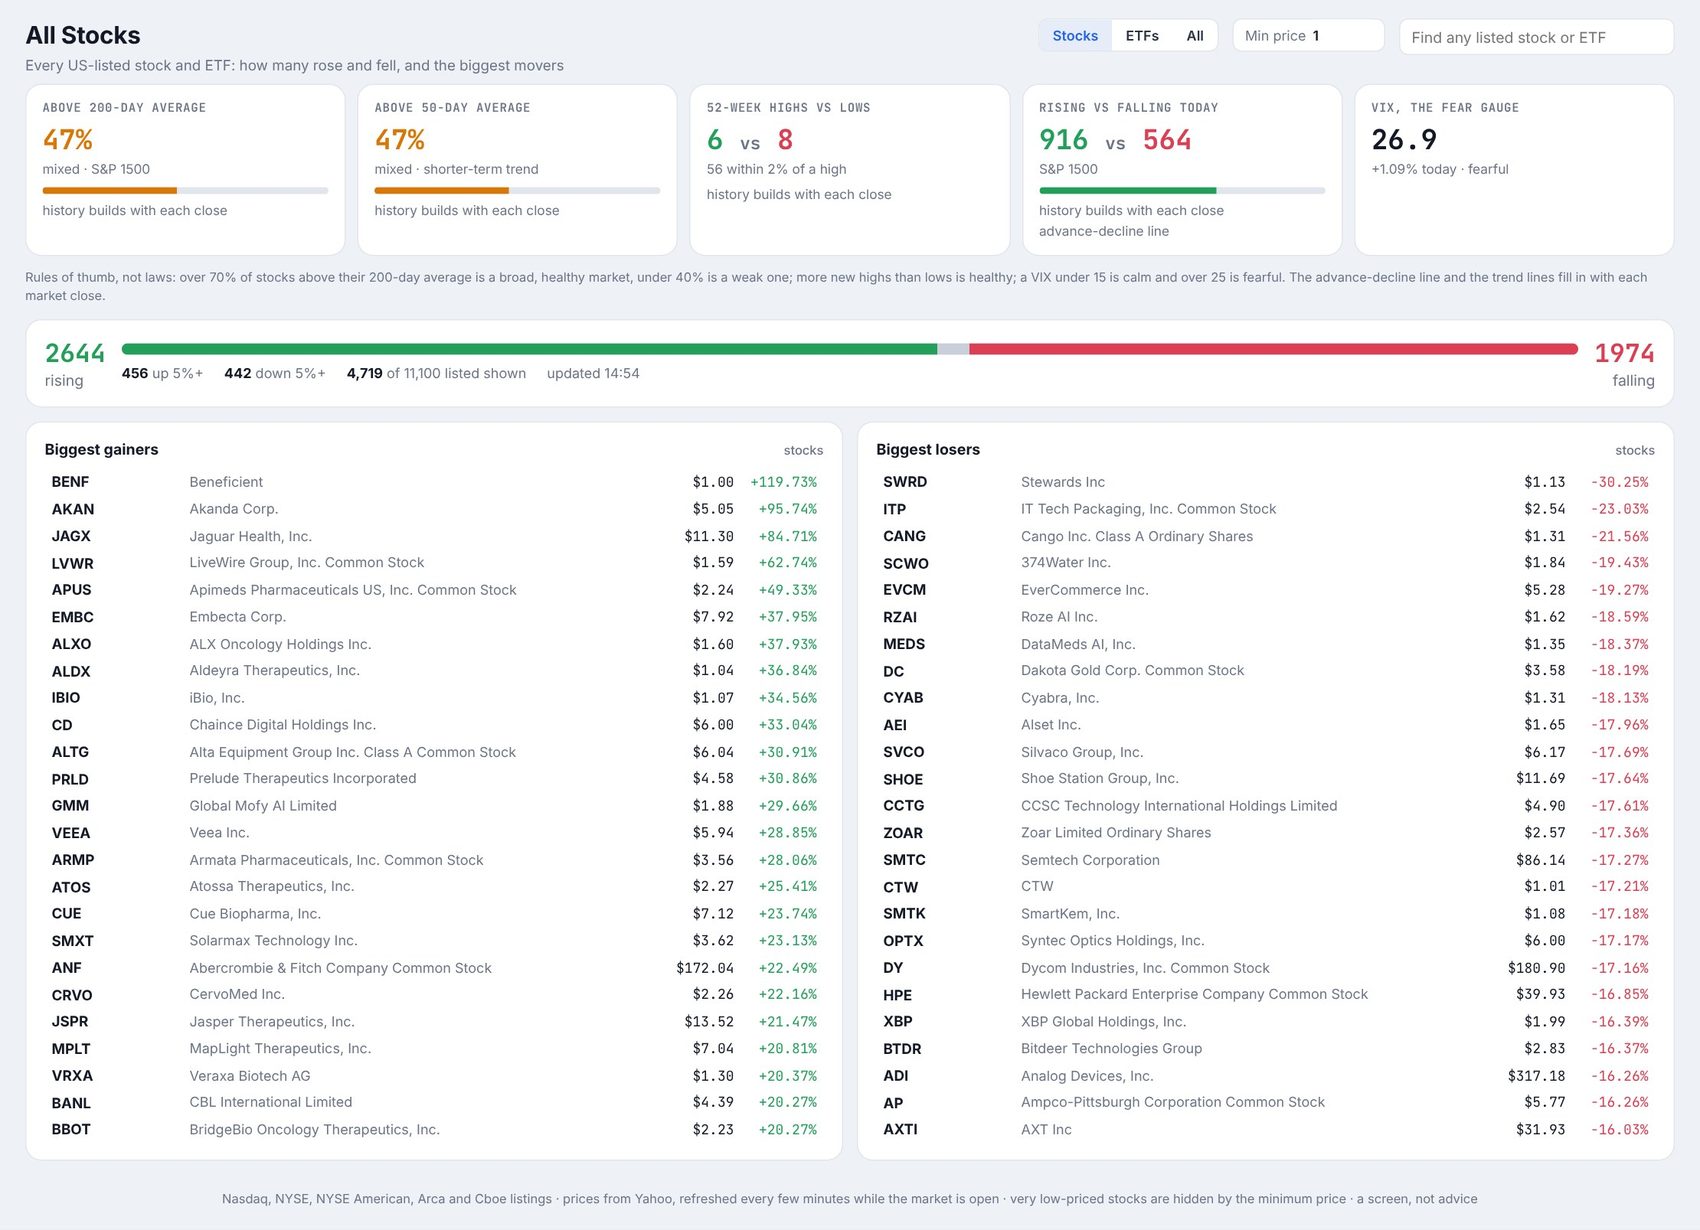 All Stocks
Stocks ETFs All
Min price 1
Find any listed stock or ETF
Every US-listed stock and ETF: how many rose and fell, and the biggest movers
ABOVE 200-DAY AVERAGE
47%
mixed · S&P 1500
history builds with each close
ABOVE 50-DAY AVERAGE
47%
mixed · shorter-term trend
history builds with each close
52-WEEK HIGHS VS LOWS
6 vs 8
56 within 2% of a high
history builds with each close
RISING VS FALLING TODAY
916 vs 564
S&P 1500
history builds with each close
advance-decline line
VIX, THE FEAR GAUGE
26.9
+1.09% today · fearful
Rules of thumb, not laws: over 70% of stocks above their 200-day average is a broad, healthy market, under 40% is a weak one; more new highs than lows is healthy; a VIX under 15 is calm and over 25 is fearful. The advance-decline line and the trend lines fill in with each
market close.
2644
rising
456 up 5%+ 442 down 5%+ 4,719 of 11,100 listed shown updated 14:54
1974
falling
Biggest gainers stocks
BENF Beneficient $1.00 +119.73%
AKAN Akanda Corp. $5.05 +95.74%
JAGX Jaguar Health, Inc. $11.30 +84.71%
LVWR LiveWire Group, Inc. Common Stock $1.59 +62.74%
APUS Apimeds Pharmaceuticals US, Inc. Common Stock $2.24 +49.33%
EMBC Embecta Corp. $7.92 +37.95%
ALXO ALX Oncology Holdings Inc. $1.60 +37.93%
ALDX Aldeyra Therapeutics, Inc. $1.04 +36.84%
IBIO iBio, Inc. $1.07 +34.56%
CD Chaince Digital Holdings Inc. $6.00 +33.04%
ALTG Alta Equipment Group Inc. Class A Common Stock $6.04 +30.91%
PRLD Prelude Therapeutics Incorporated $4.58 +30.86%
GMM Global Mofy AI Limited $1.88 +29.66%
VEEA Veea Inc. $5.94 +28.85%
ARMP Armata Pharmaceuticals, Inc. Common Stock $3.56 +28.06%
ATOS Atossa Therapeutics, Inc. $2.27 +25.41%
CUE Cue Biopharma, Inc. $7.12 +23.74%
SMXT Solarmax Technology Inc. $3.62 +23.13%
ANF Abercrombie & Fitch Company Common Stock $172.04 +22.49%
CRVO CervoMed Inc. $2.26 +22.16%
JSPR Jasper Therapeutics, Inc. $13.52 +21.47%
MPLT MapLight Therapeutics, Inc. $7.04 +20.81%
VRXA Veraxa Biotech AG $1.30 +20.37%
BANL CBL International Limited $4.39 +20.27%
BBOT BridgeBio Oncology Therapeutics, Inc. $2.23 +20.27%
Biggest losers stocks
SWRD Stewards Inc $1.13 -30.25%
ITP IT Tech Packaging, Inc. Common Stock $2.54 -23.03%
CANG Cango Inc. Class A Ordinary Shares $1.31 -21.56%
SCWO 374Water Inc. $1.84 -19.43%
EVCM EverCommerce Inc. $5.28 -19.27%
RZAI Roze AI Inc. $1.62 -18.59%
MEDS DataMeds AI, Inc. $1.35 -18.37%
DC Dakota Gold Corp. Common Stock $3.58 -18.19%
CYAB Cyabra, Inc. $1.31 -18.13%
AEI Alset Inc. $1.65 -17.96%
SVCO Silvaco Group, Inc. $6.17 -17.69%
SHOE Shoe Station Group, Inc. $11.69 -17.64%
CCTG CCSC Technology International Holdings Limited $4.90 -17.61%
ZOAR Zoar Limited Ordinary Shares $2.57 -17.36%
SMTC Semtech Corporation $86.14 -17.27%
CTW CTW $1.01 -17.21%
SMTK SmartKem, Inc. $1.08 -17.18%
OPTX Syntec Optics Holdings, Inc. $6.00 -17.17%
DY Dycom Industries, Inc. Common Stock $180.90 -17.16%
HPE Hewlett Packard Enterprise Company Common Stock $39.93 -16.85%
XBP XBP Global Holdings, Inc. $1.99 -16.39%
BTDR Bitdeer Technologies Group $2.83 -16.37%
ADI Analog Devices, Inc. $317.18 -16.26%
AP Ampco-Pittsburgh Corporation Common Stock $5.77 -16.26%
AXTI AXT Inc $31.93 -16.03%
Nasdaq, NYSE, NYSE American, Arca and Cboe listings · prices from Yahoo, refreshed every few minutes while the market is open · very low-priced stocks are hidden by the minimum price · a screen, not advice